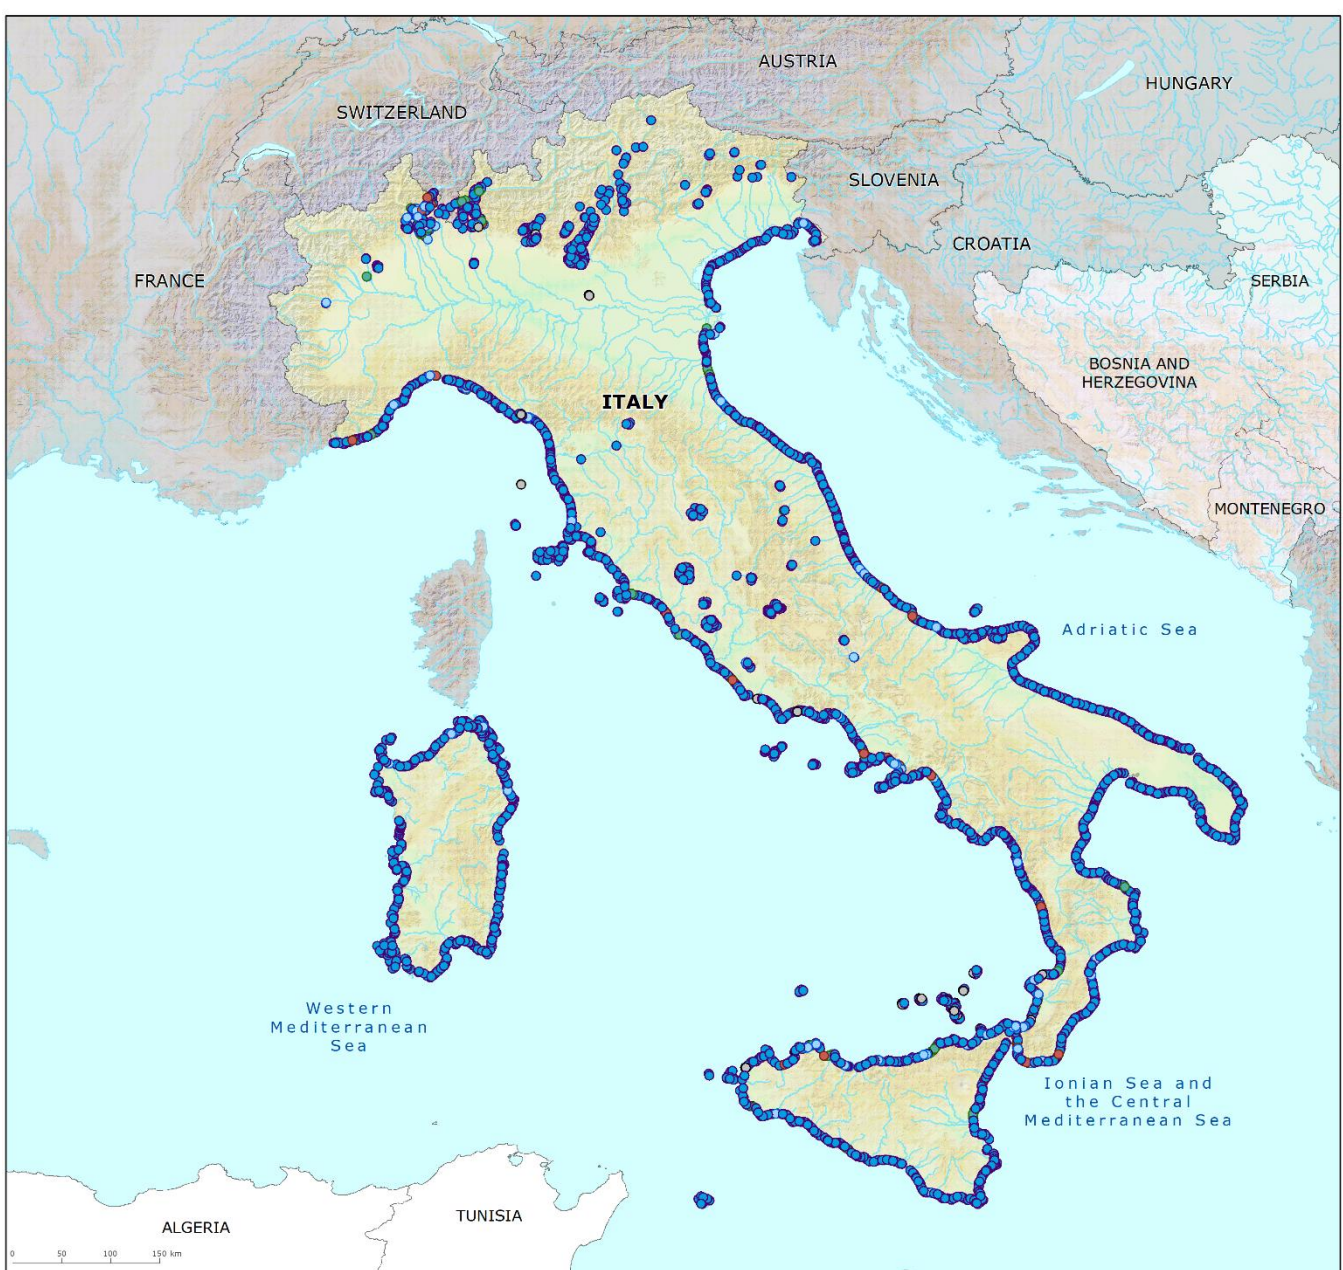 AUSTRIA
HUNGARY
SWITZERLAND
SLOVENIA
CROATIA
FRANCE
SERBIA
BOSNIA AND
HERZEGOVINA
ITALY
MONTENEGRO
Adriatic Sea
Western
Mediterranean
Sea
Ionian Sea and
the Central
Mediterranean Sea
TUNISIA
ALGERIA
0 50 100 150 km